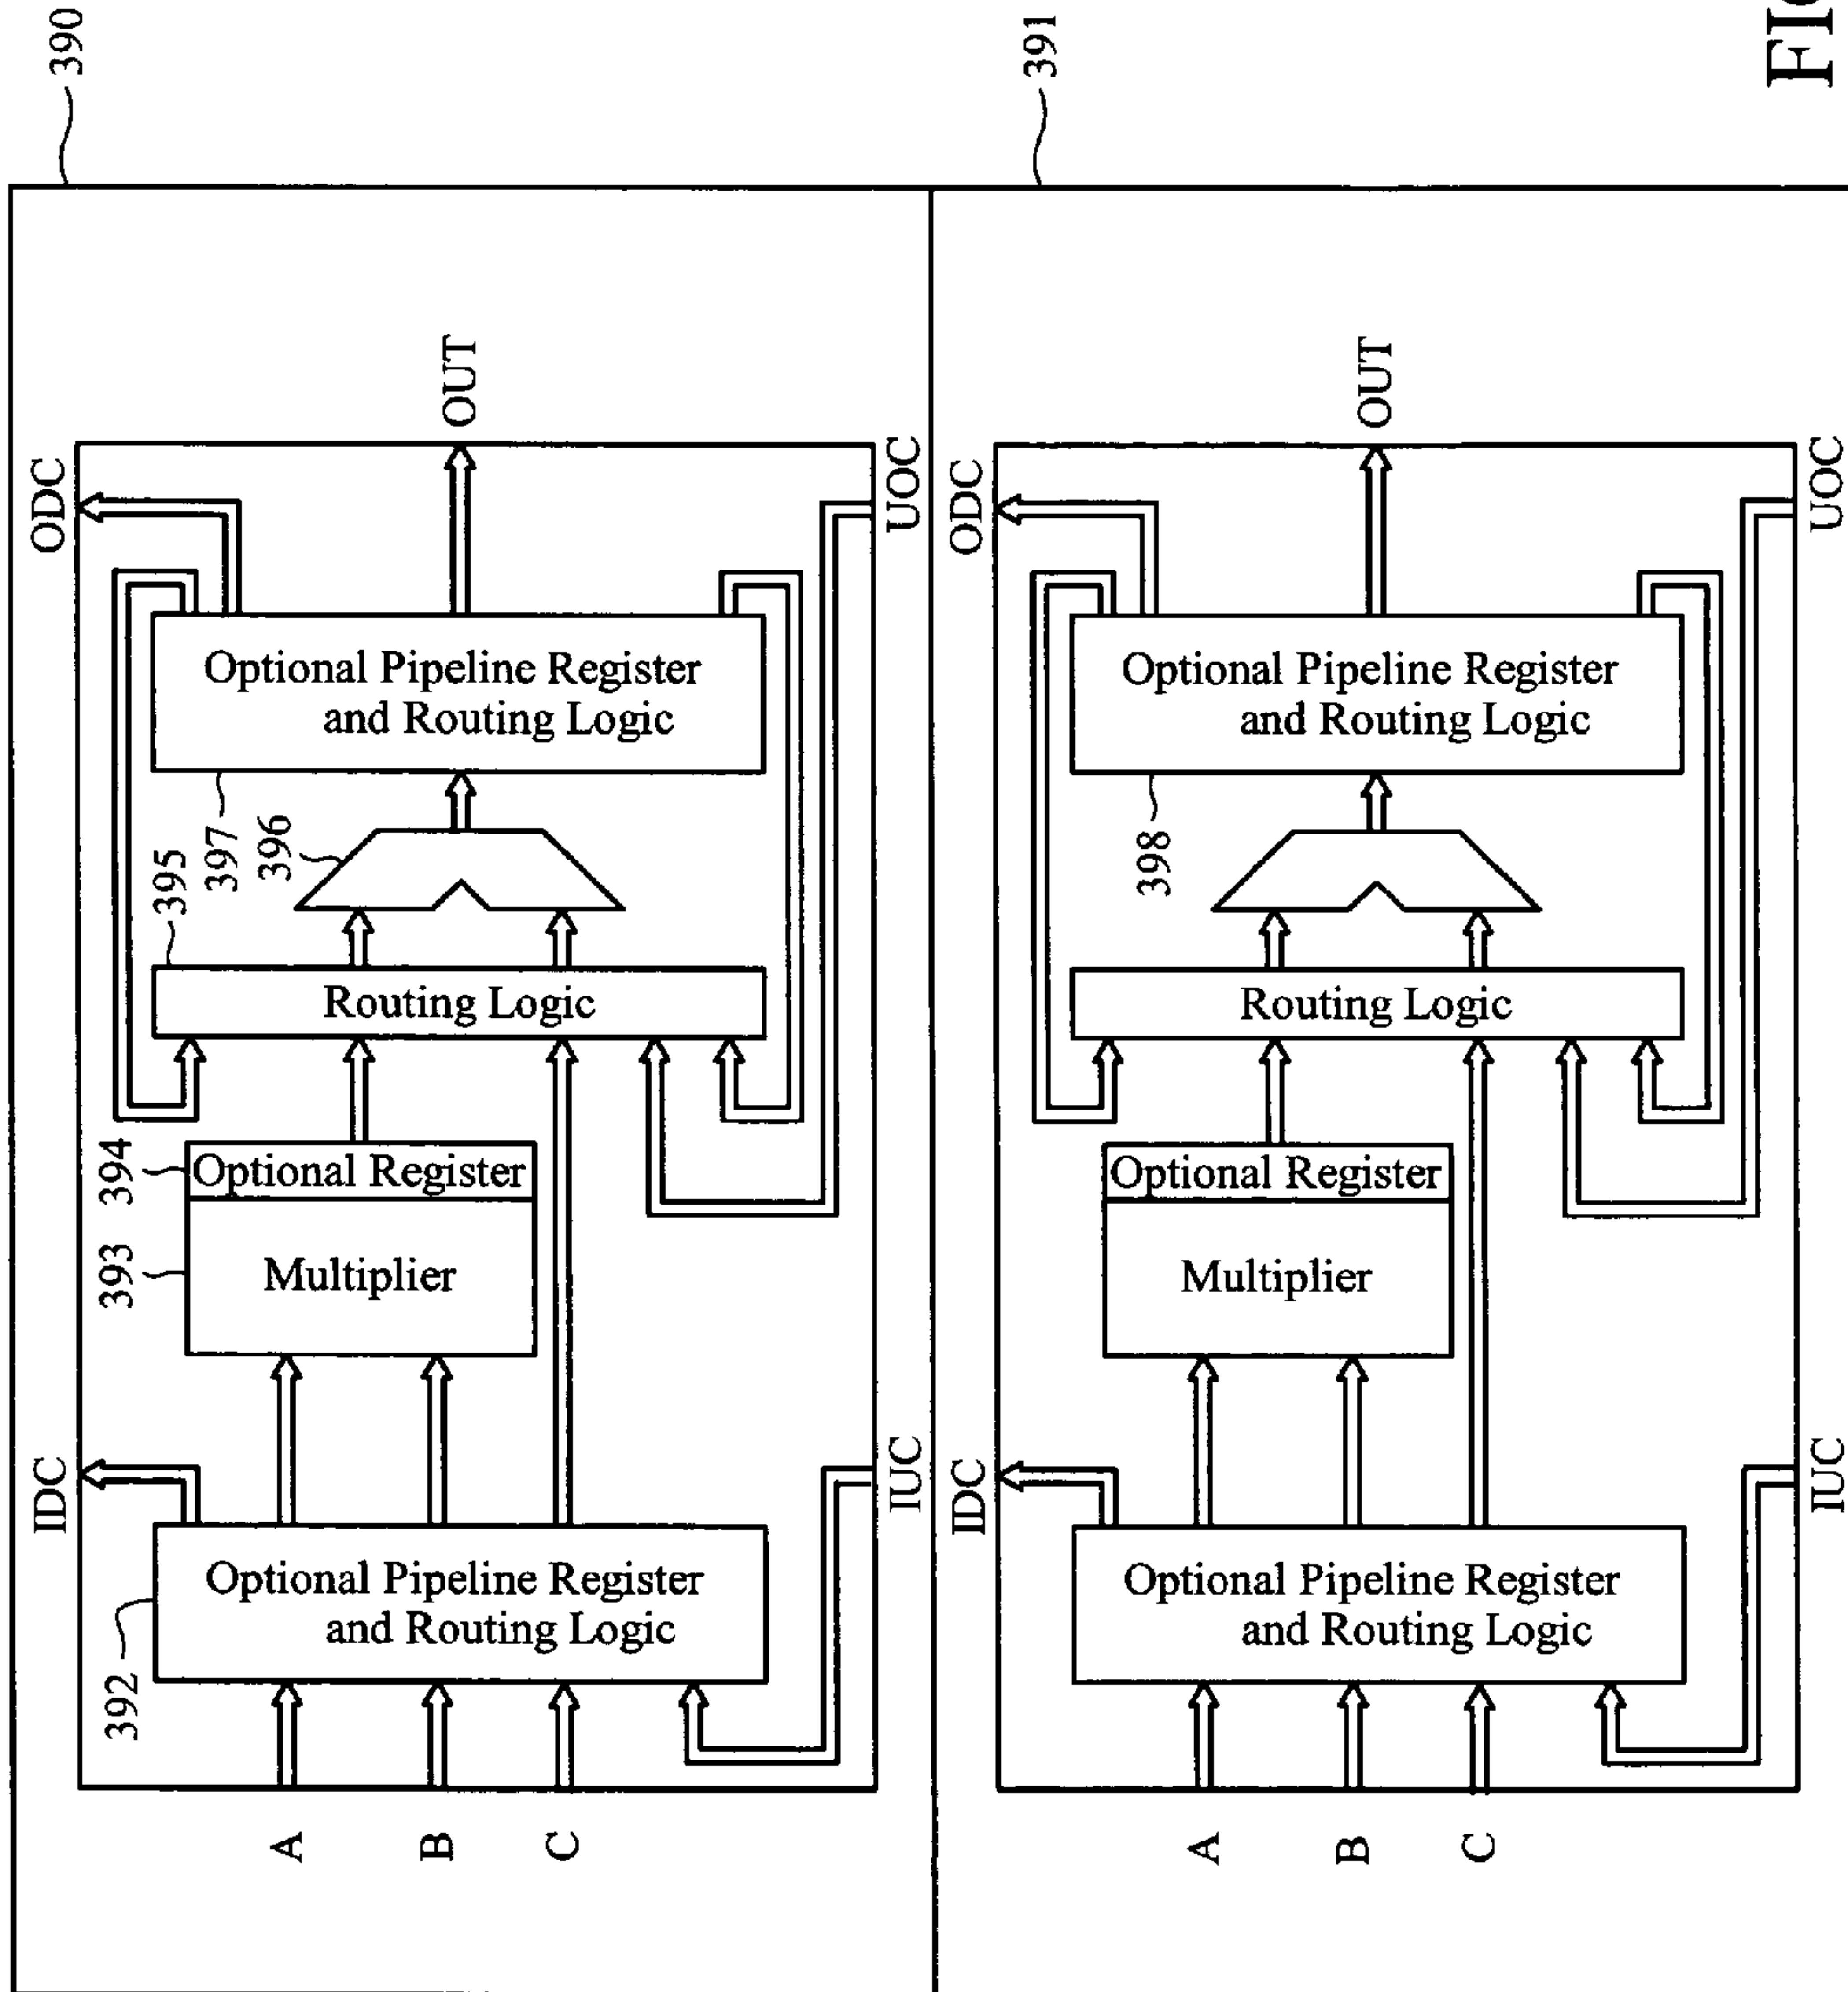 390
ODC
OUT
UOC
Optional Pipeline Register
and Routing Logic
397
396
395
Routing Logic
394
Optional Register
393
Multiplier
IDC
IUC
Optional Pipeline Register
and Routing Logic
392
A
B
C
391
ODC
OUT
UOC
Optional Pipeline Register
and Routing Logic
398
Routing Logic
Optional Register
Multiplier
IDC
IUC
Optional Pipeline Register
and Routing Logic
A
B
C